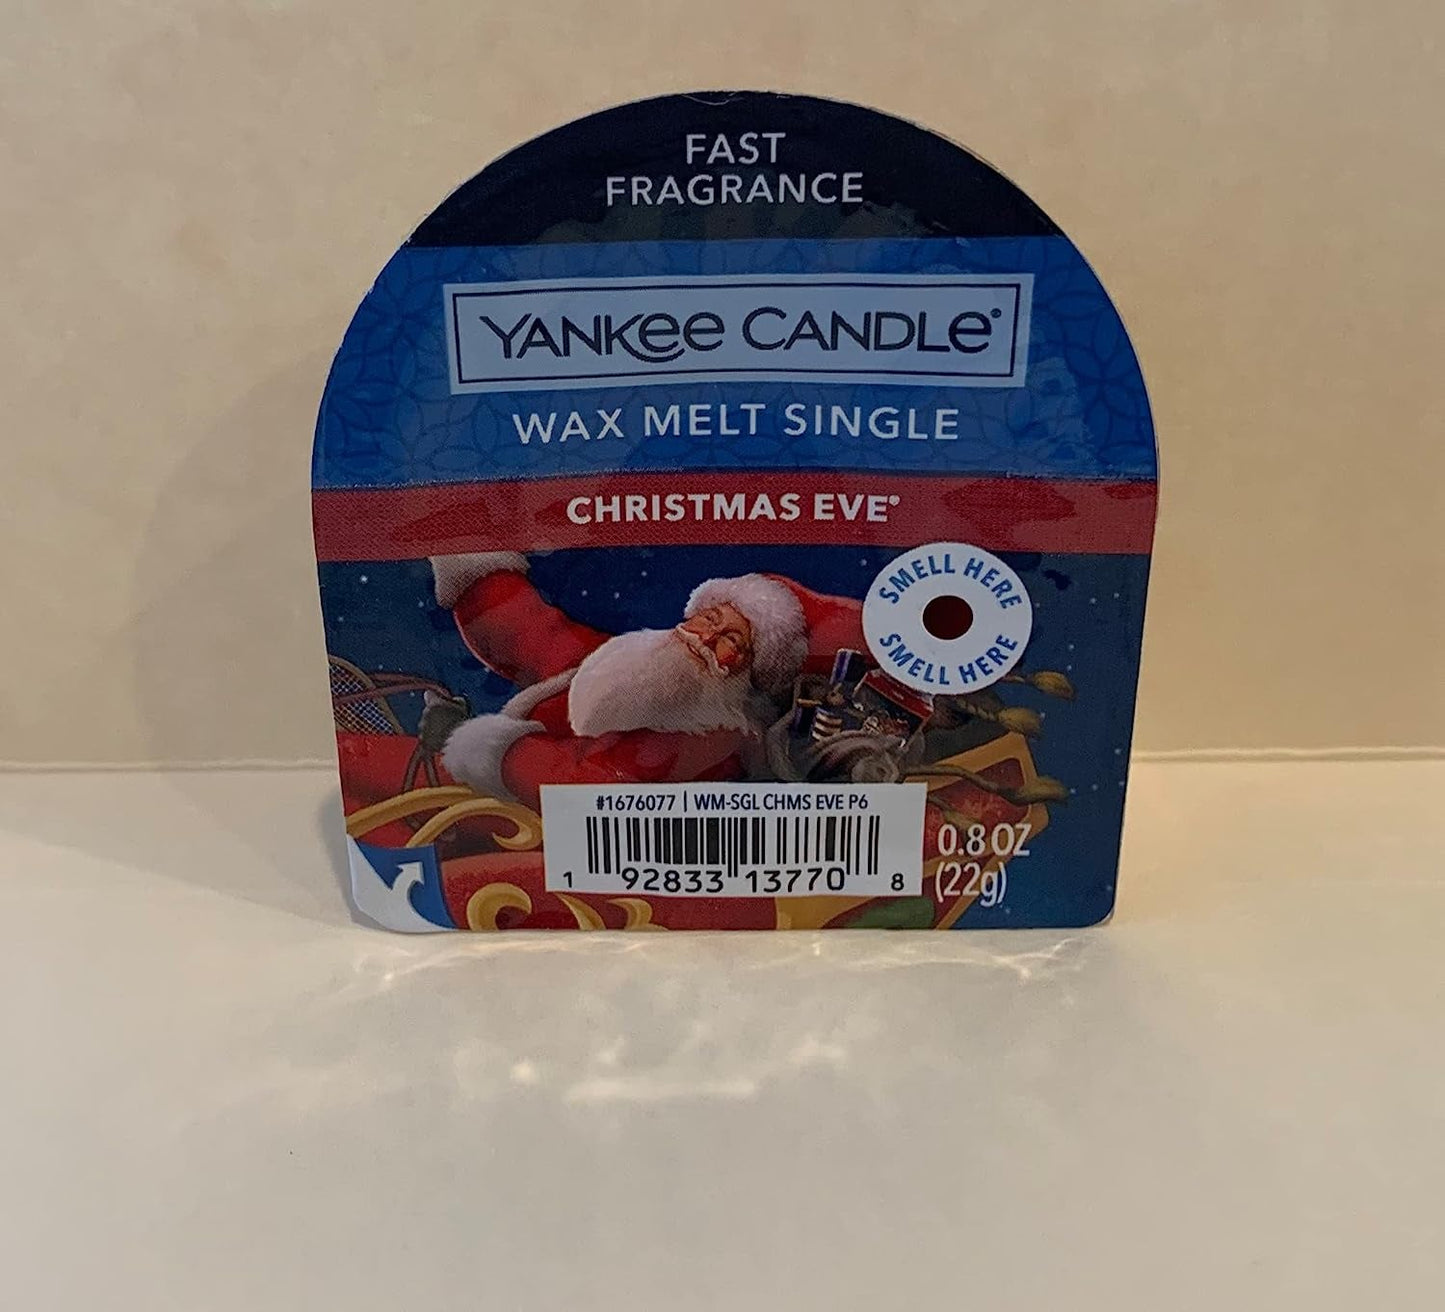 FAST
FRAGRANCE
YANKEE CANDLE®
WAX MELT SINGLE
CHRISTMAS EVE®
SMELL HERE
SMELL HERE
#1676077 | WM-SGL CHMS EVE P6
1 92833 13770 8
0.8 OZ
(22g)